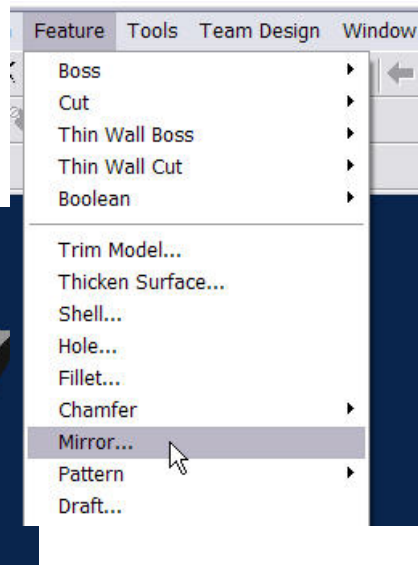 Feature Tools Team Design Window
Boss
Cut
Thin Wall Boss
Thin Wall Cut
Boolean
Trim Model...
Thicken Surface...
Shell...
Hole...
Fillet...
Chamfer
Mirror...
Pattern
Draft...